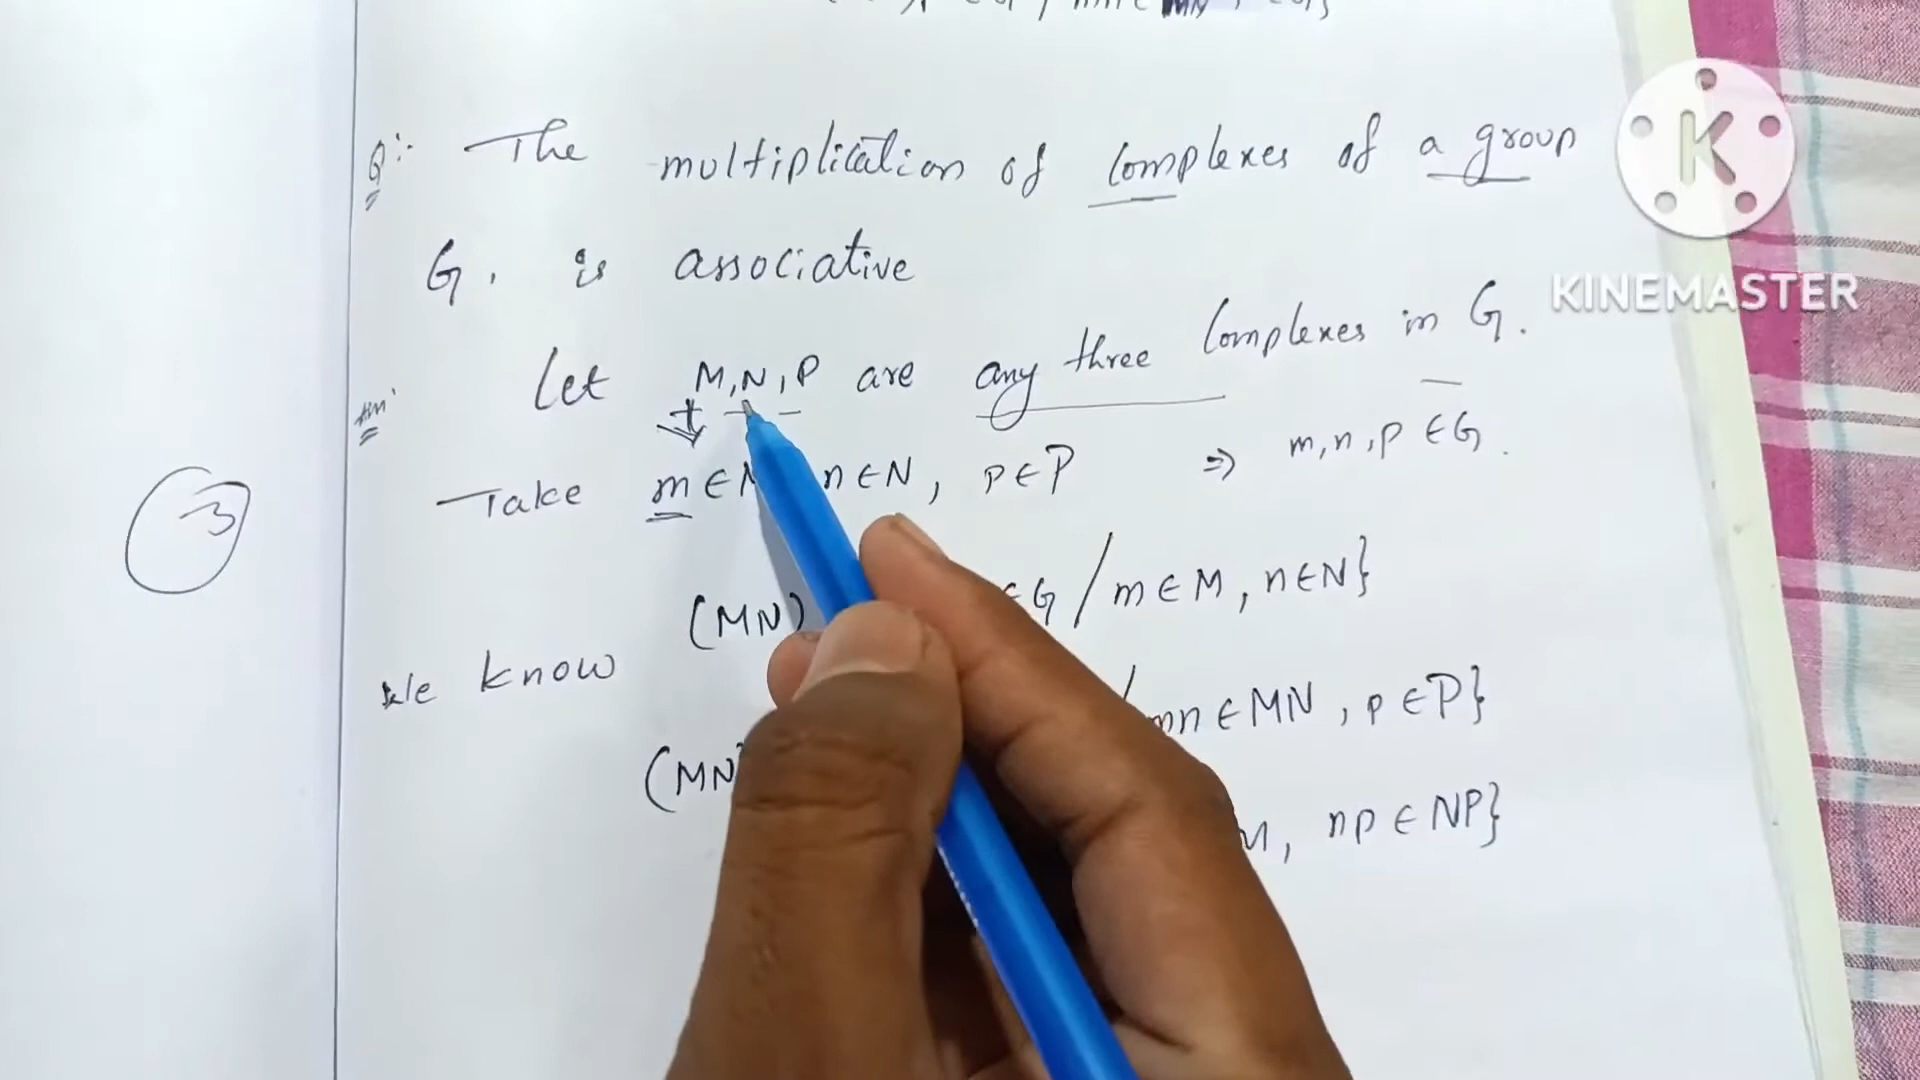 Q:- The multiplication of complexes of a group
G. is associative
Ans: Let M,N,P are any three Complexes in G.
Take m∈M n∈N, p∈P ⇒ m,n,p ∈G.
(MN) ∈G / m∈M, n∈N}
We know
(MN) mn∈MN, p∈P}
M, np∈NP}
3
K
KINEMASTER